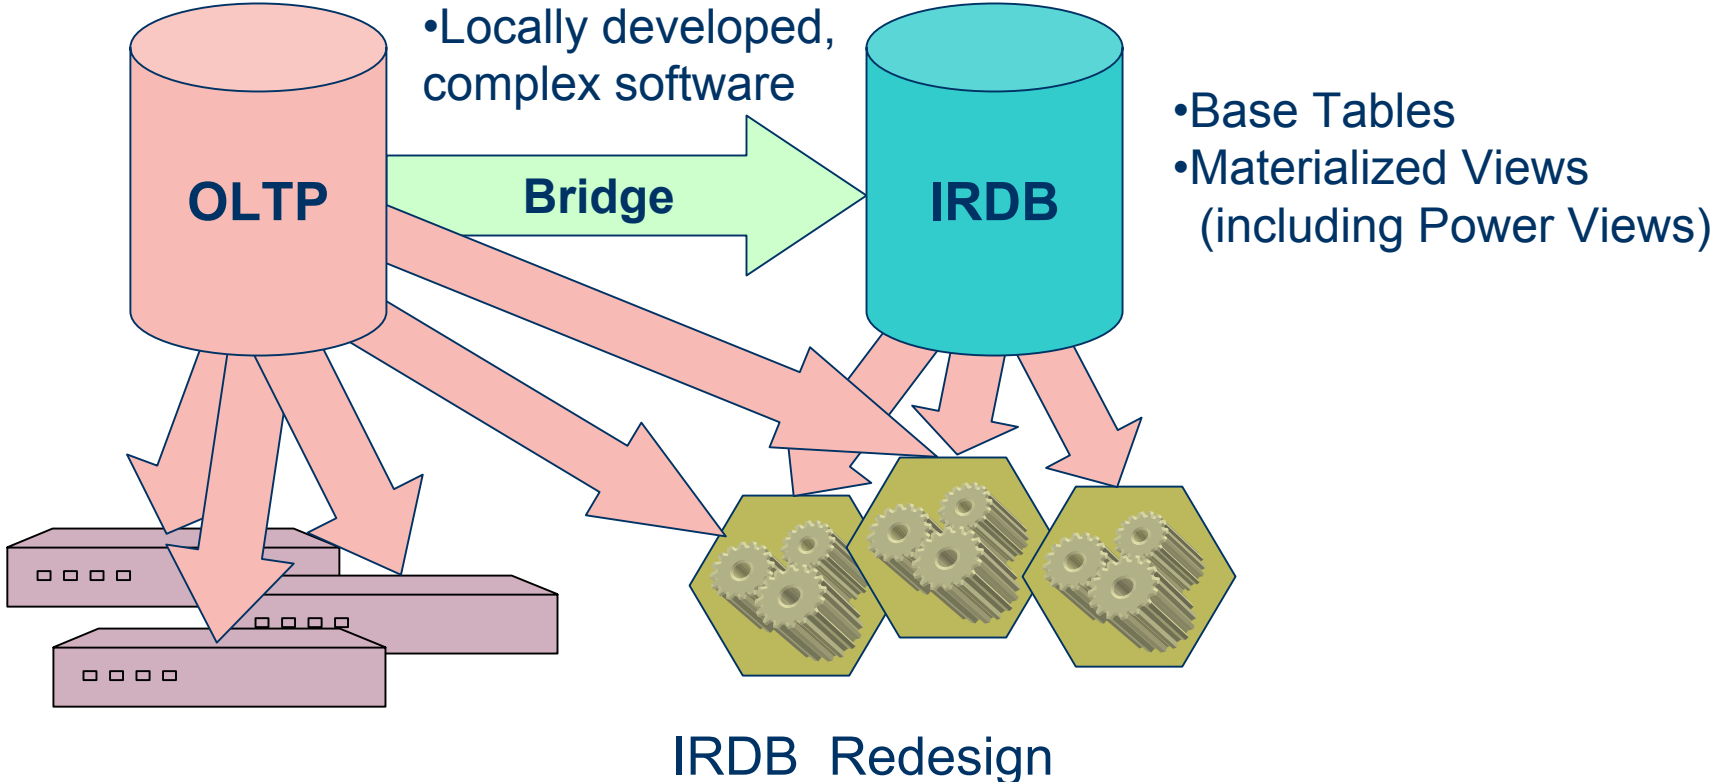 •Locally developed,
complex software
OLTP
Bridge
IRDB
•Base Tables
•Materialized Views
(including Power Views)
IRDB Redesign